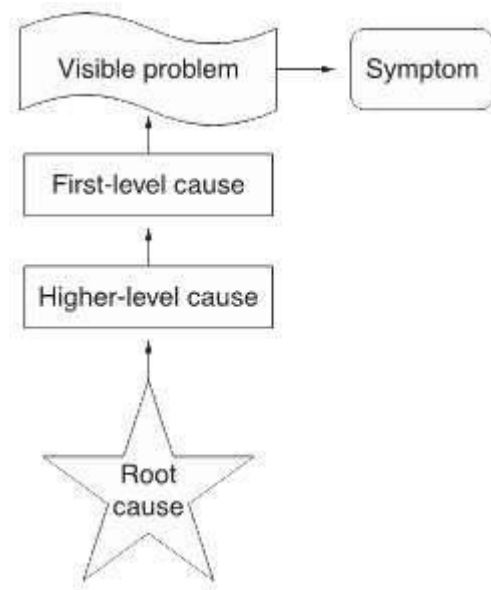 Visible problem
Symptom
First-level cause
Higher-level cause
Root
cause